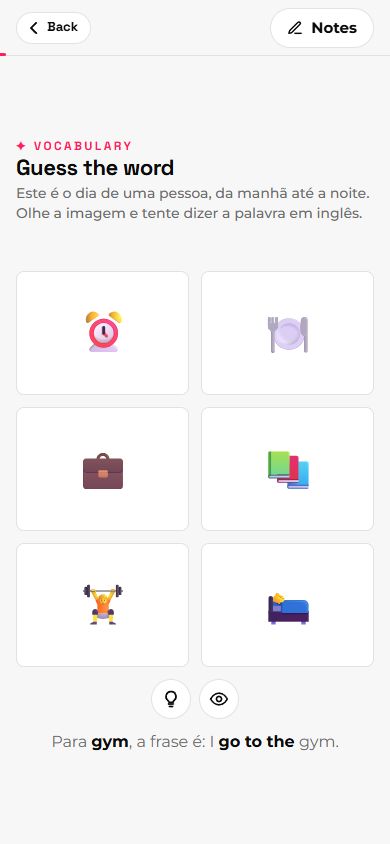 Back
Notes
VOCABULARY
Guess the word
Este é o dia de uma pessoa, da manhã até a noite.
Olhe a imagem e tente dizer a palavra em inglês.
Para gym, a frase é: I go to the gym.